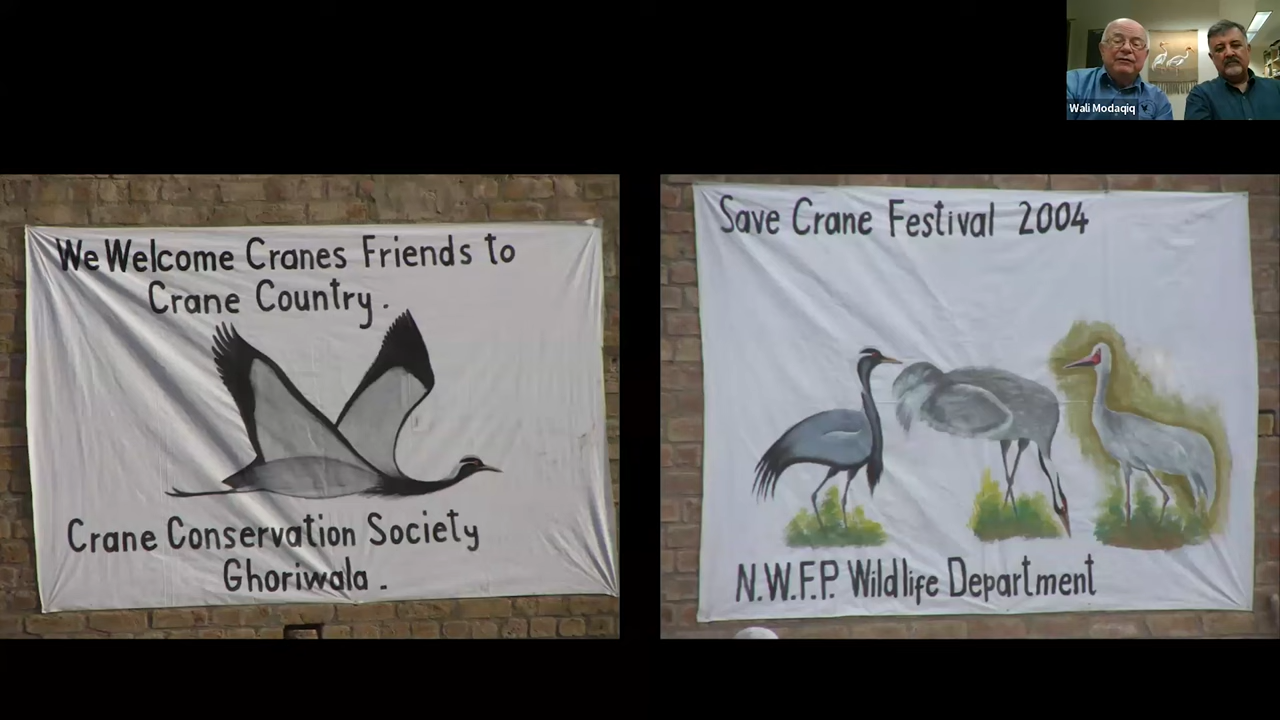 Wali Modaqiq
We Welcome Cranes Friends to
Crane Country.
Crane Conservation Society
Ghoriwala.
Save Crane Festival 2004
N.W.F.P. Wildlife Department